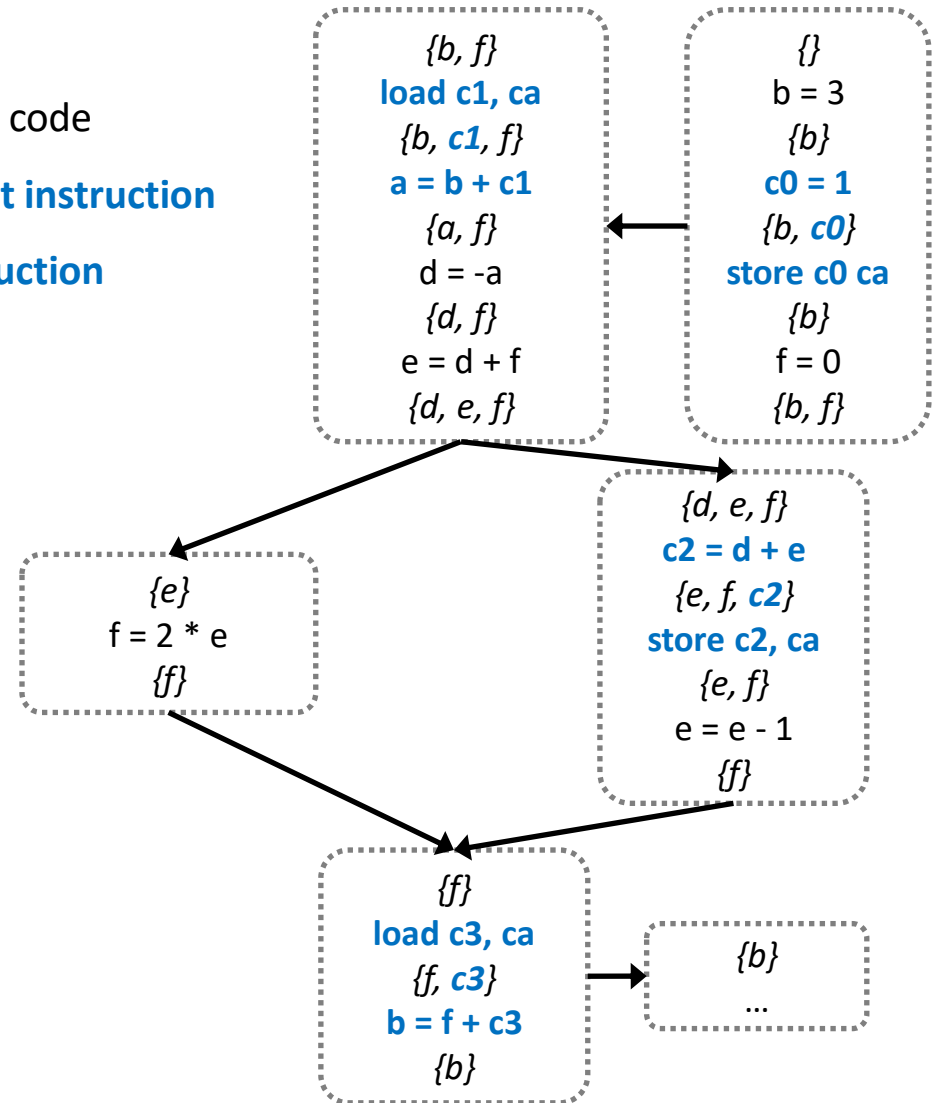 code
t instruction
uction
{b, f}
load c1, ca
{b, c1, f}
a = b + c1
{a, f}
d = -a
{d, f}
e = d + f
{d, e, f}
{}
b = 3
{b}
c0 = 1
{b, c0}
store c0 ca
{b}
f = 0
{b, f}
{e}
f = 2 * e
{f}
{d, e, f}
c2 = d + e
{e, f, c2}
store c2, ca
{e, f}
e = e - 1
{f}
{f}
load c3, ca
{f, c3}
b = f + c3
{b}
{b}
...